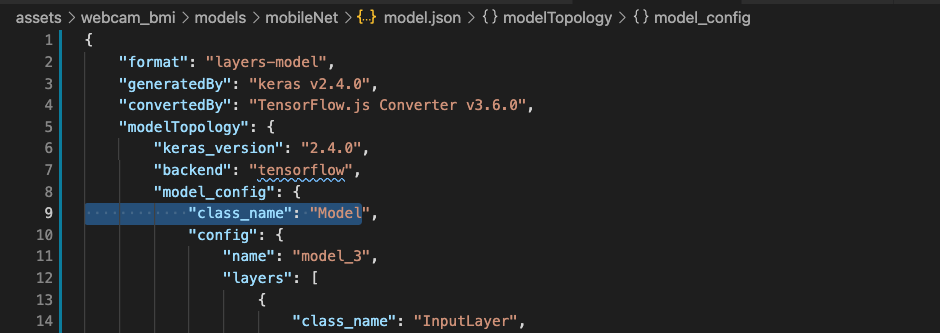 assets > webcam_bmi > models > mobileNet > {...} model.json > {} modelTopology > {} model_config
1 {
2 "format": "layers-model",
3 "generatedBy": "keras v2.4.0",
4 "convertedBy": "TensorFlow.js Converter v3.6.0",
5 "modelTopology": {
6 "keras_version": "2.4.0",
7 "backend": "tensorflow",
8 "model_config": {
9 "class_name": "Model",
10 "config": {
11 "name": "model_3",
12 "layers": [
13 {
14 "class_name": "InputLayer",